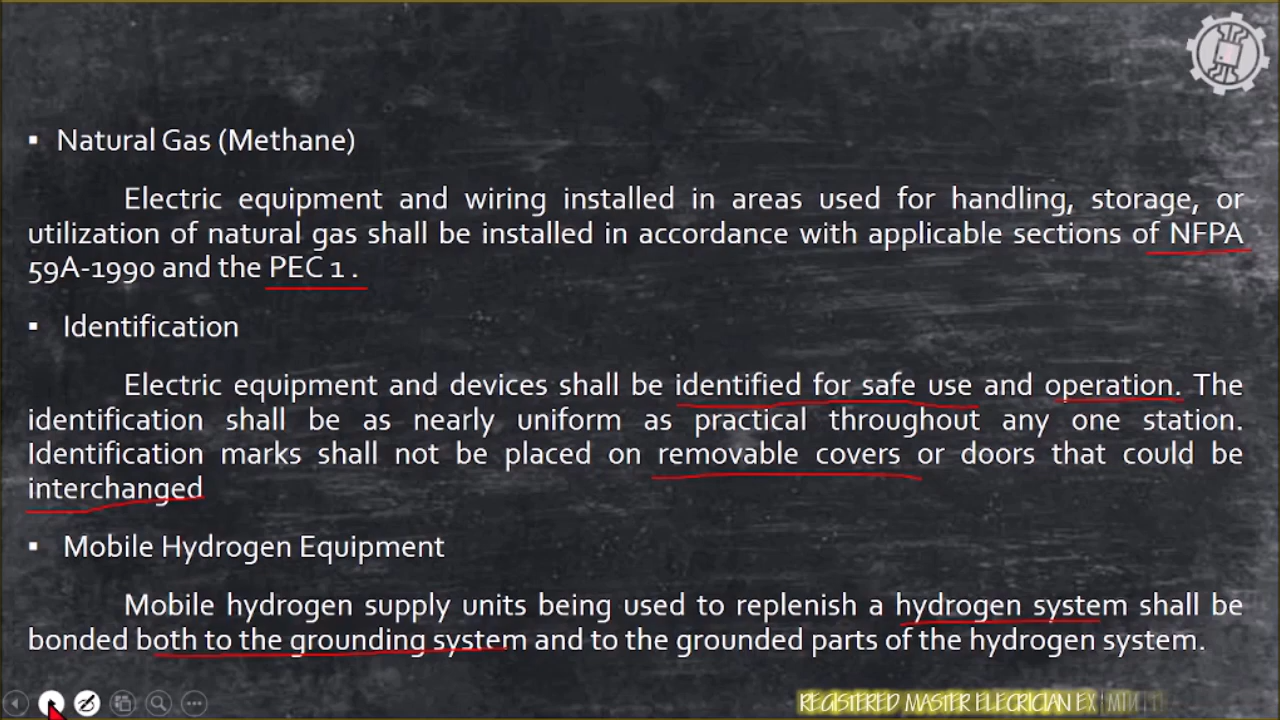 ▪ Natural Gas (Methane)
Electric equipment and wiring installed in areas used for handling, storage, or
utilization of natural gas shall be installed in accordance with applicable sections of NFPA
59A-1990 and the PEC 1 .
▪ Identification
Electric equipment and devices shall be identified for safe use and operation. The
identification shall be as nearly uniform as practical throughout any one station.
Identification marks shall not be placed on removable covers or doors that could be
interchanged
▪ Mobile Hydrogen Equipment
Mobile hydrogen supply units being used to replenish a hydrogen system shall be
bonded both to the grounding system and to the grounded parts of the hydrogen system.
REGISTERED MASTER ELECRICIAN EX